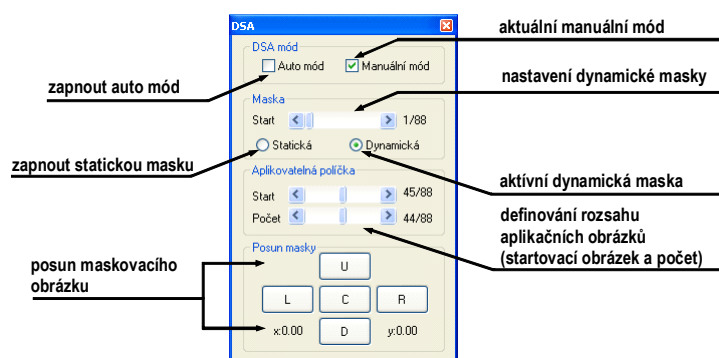 DSA
DSA mód
Auto mód
Manuální mód
Maska
Start
1/88
Statická
Dynamická
Aplikovatelná políčka
Start
45/88
Počet
44/88
Posun masky
U
L
C
R
x:0.00
D
y:0.00
zapnout auto mód
zapnout statickou masku
posun maskovacího
obrázku
aktuální manuální mód
nastavení dynamické masky
aktívní dynamická maska
definování rozsahu
aplikačních obrázků
(startovací obrázek a počet)